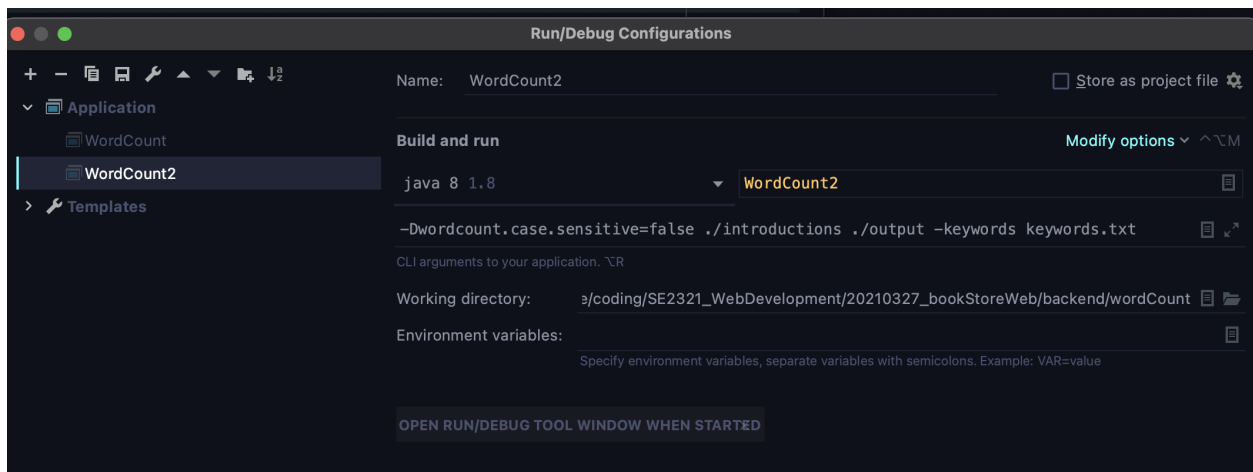 Run/Debug Configurations
Application
WordCount
WordCount2
Templates
Name: WordCount2
Store as project file
Build and run
Modify options ⌃⌥M
java 8 1.8
WordCount2
-Dwordcount.case.sensitive=false ./introductions ./output -keywords keywords.txt
CLI arguments to your application. ⌥R
Working directory: e/coding/SE2321_WebDevelopment/20210327_bookStoreWeb/backend/wordCount
Environment variables:
Specify environment variables, separate variables with semicolons. Example: VAR=value
OPEN RUN/DEBUG TOOL WINDOW WHEN STARTED